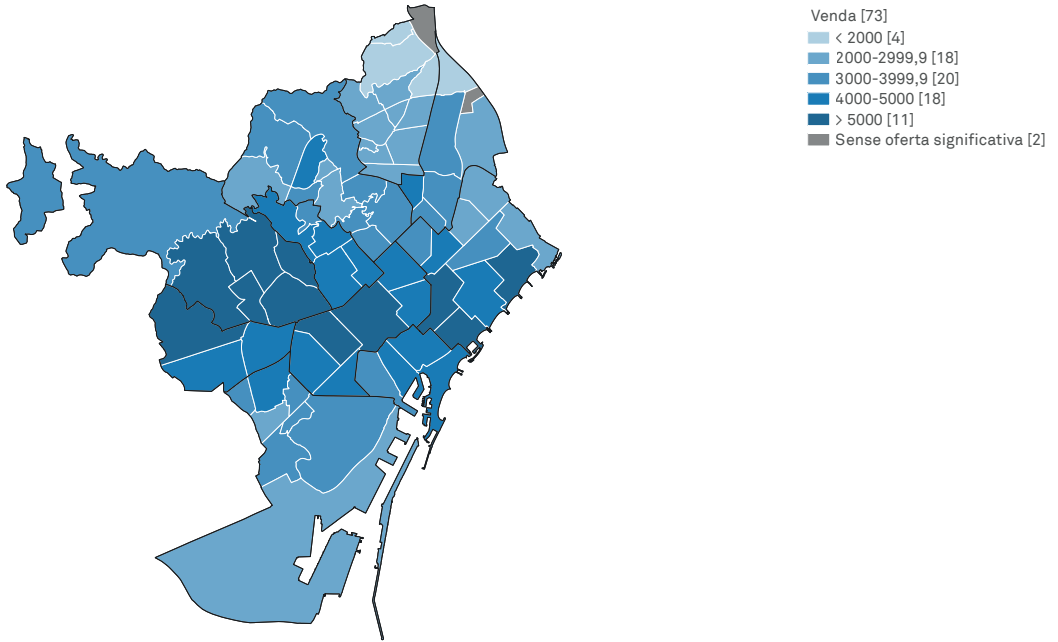 Venda [73]
< 2000 [4]
2000-2999,9 [18]
3000-3999,9 [20]
4000-5000 [18]
> 5000 [11]
Sense oferta significativa [2]